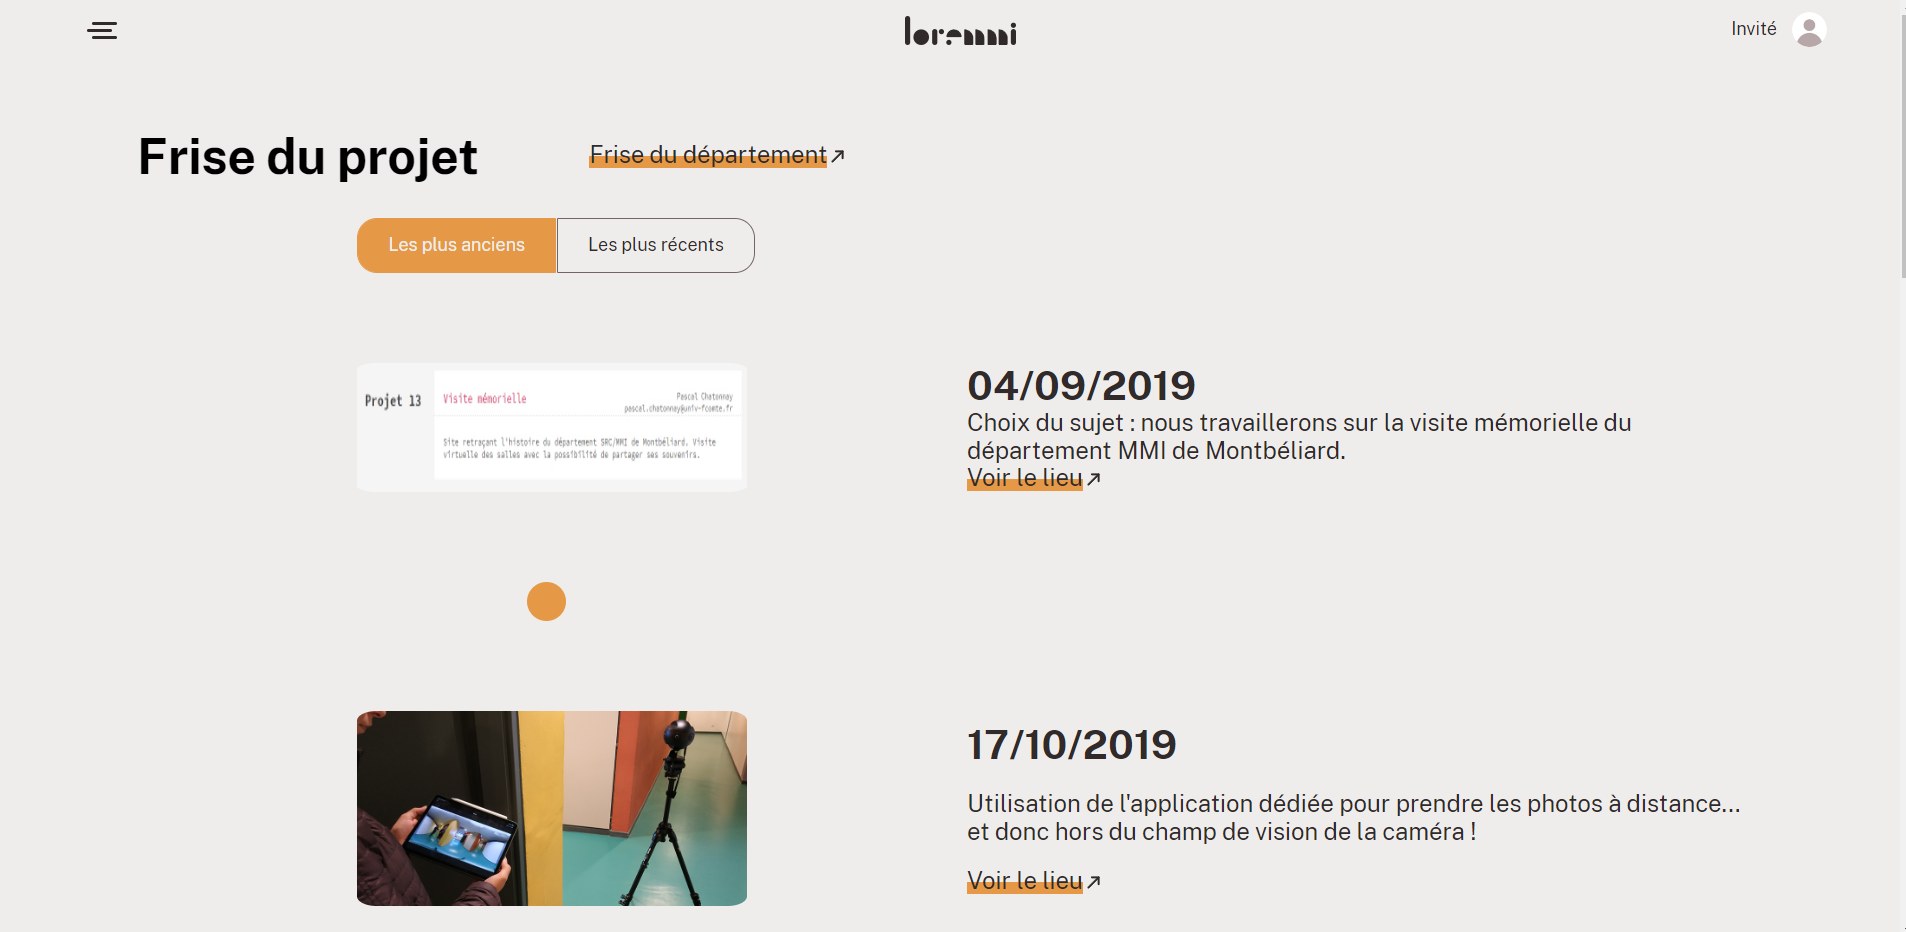 loremmi
Invité
Frise du projet
Frise du département
Les plus anciens
Les plus récents
Projet 13
Visite mémorielle
Pascal Chatonnay
pascal.chatonnay@univ-fcomte.fr
Site retraçant l'histoire du département SRC/MMI de Montbéliard. Visite
virtuelle des salles avec la possibilité de partager ses souvenirs.
04/09/2019
Choix du sujet : nous travaillerons sur la visite mémorielle du
département MMI de Montbéliard.
Voir le lieu
17/10/2019
Utilisation de l'application dédiée pour prendre les photos à distance...
et donc hors du champ de vision de la caméra !
Voir le lieu